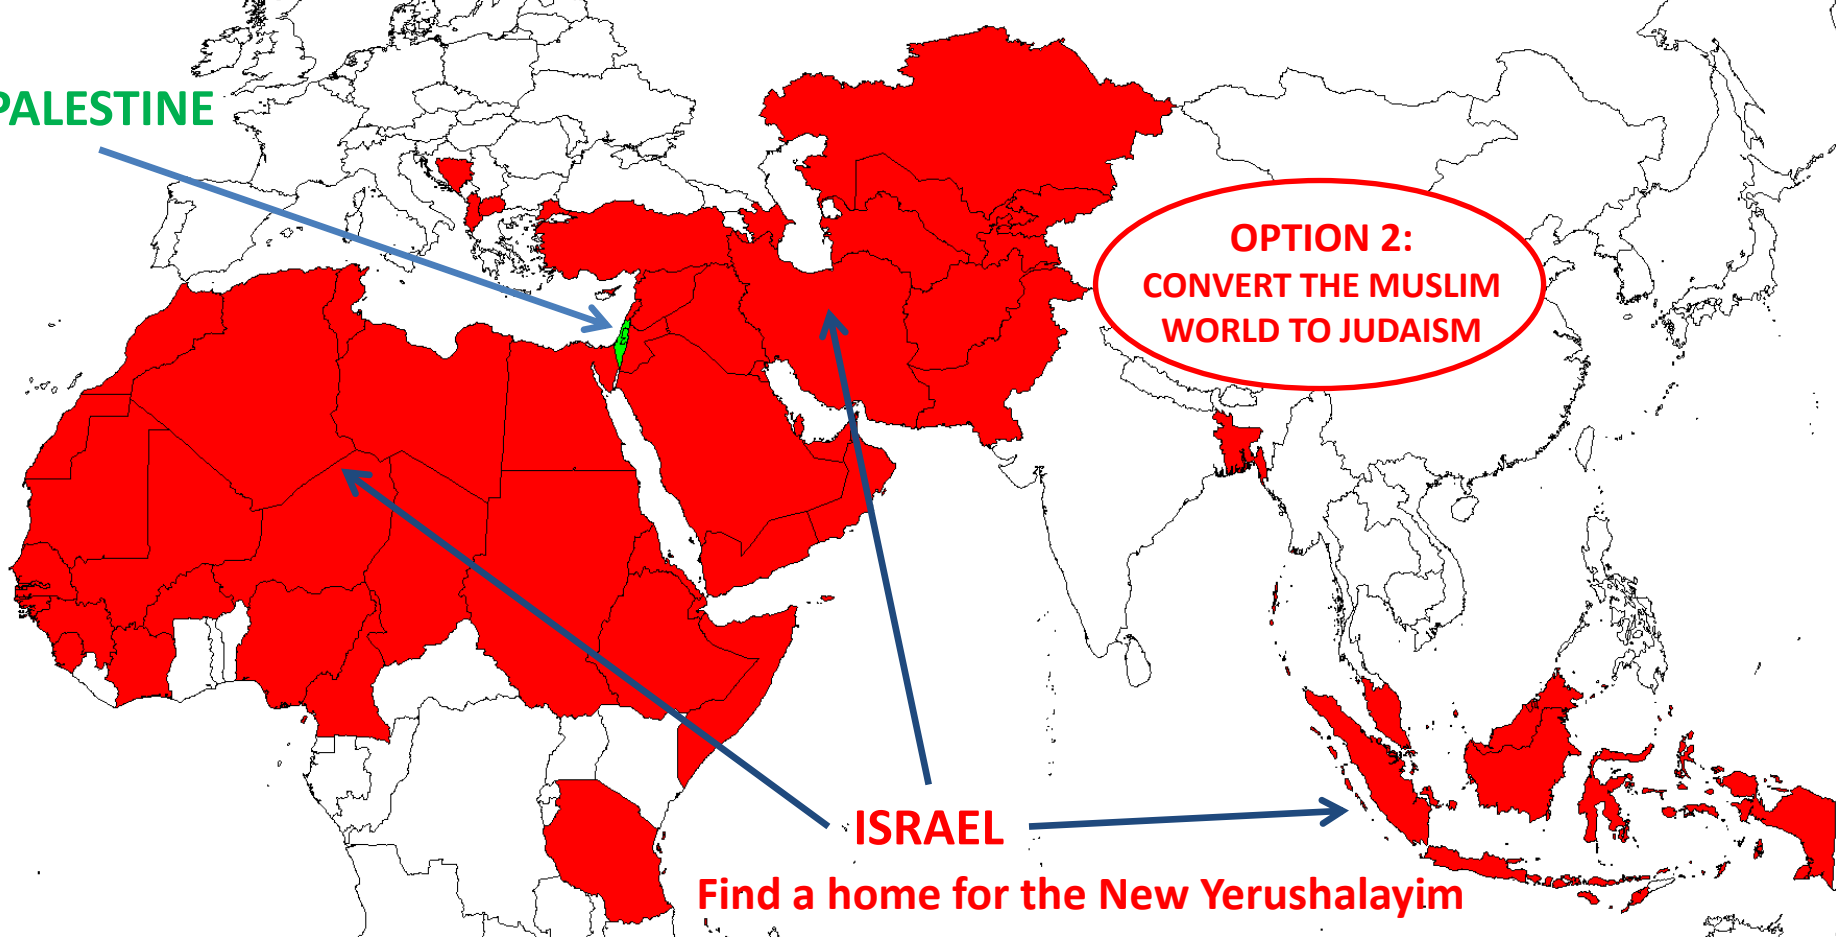 PALESTINE
OPTION 2:
CONVERT THE MUSLIM
WORLD TO JUDAISM
ISRAEL
Find a home for the New Yerushalayim